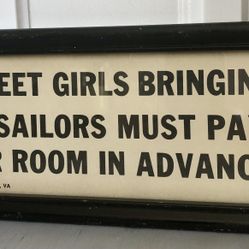 EET GIRLS BRINGIN
SAILORS MUST PA
R ROOM IN ADVANC
, VA